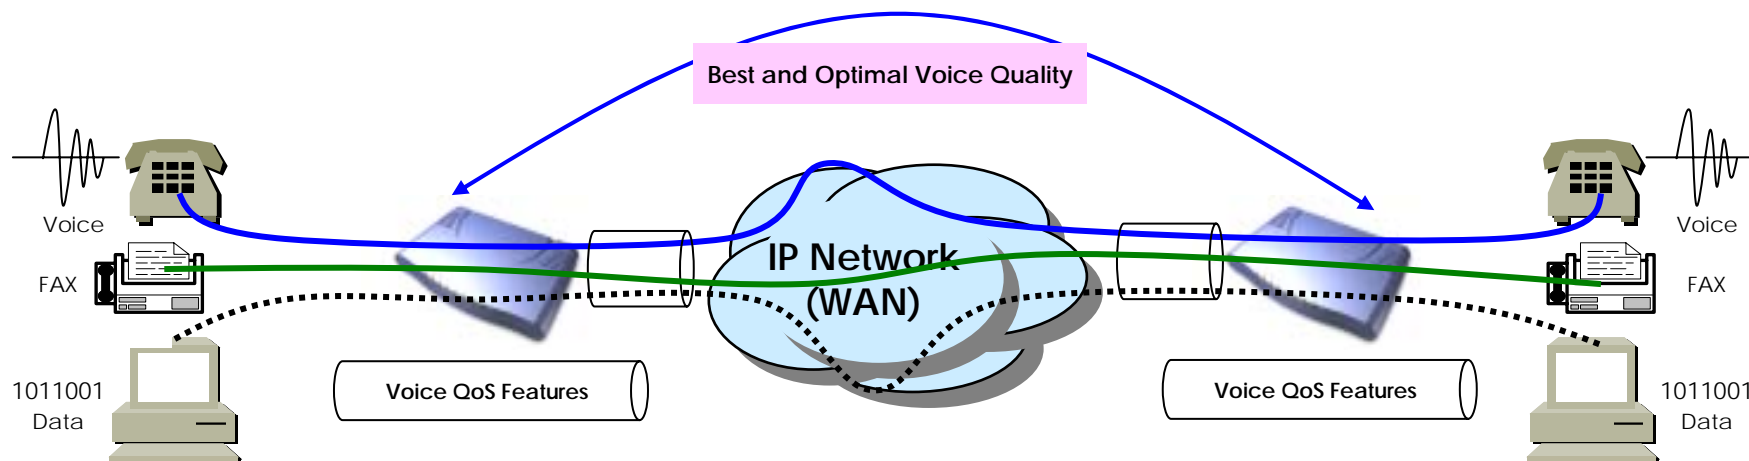 Best and Optimal Voice Quality
Voice
Voice
IP Network
(WAN)
FAX
FAX
Voice QoS Features
Voice QoS Features
1011001
Data
1011001
Data